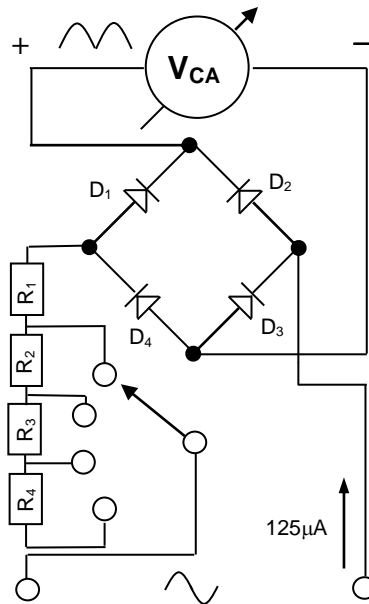 +
−
V_CA
D₁
D₂
D₄
D₃
R₁
R₂
R₃
R₄
125μA